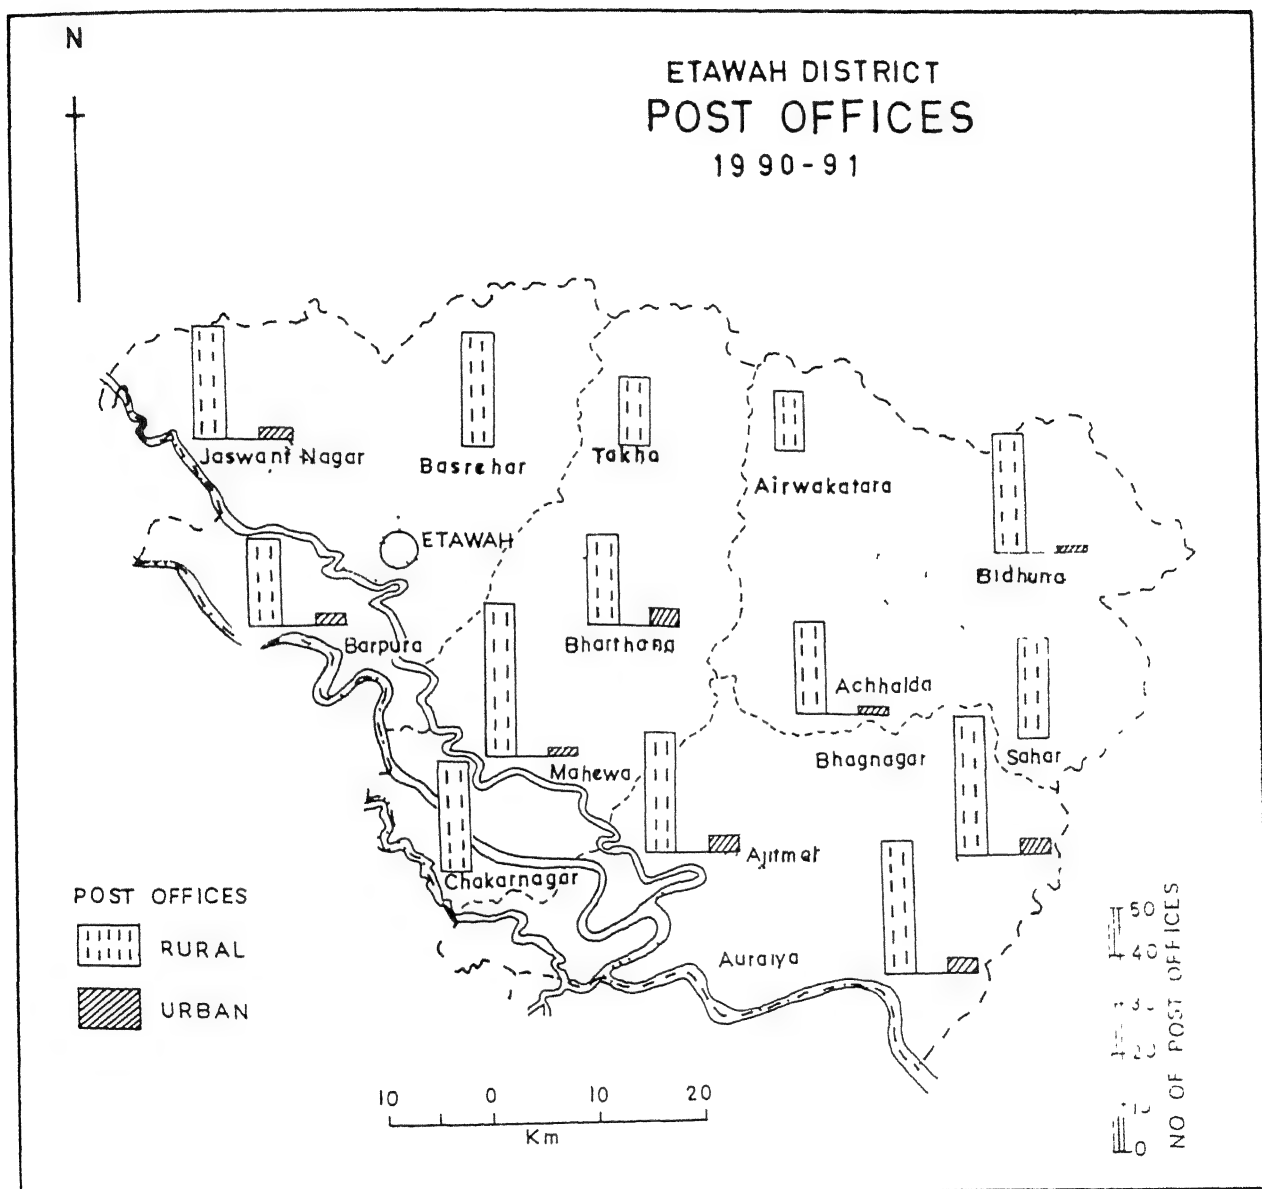 N
ETAWAH DISTRICT
POST OFFICES
1990-91
Jaswant Nagar
Basrehar
Takha
Airwakatara
Bidhuna
ETAWAH
Barpura
Bharthana
Achhalda
Mahewa
Bhagnagar
Sahar
Ajitmal
Chakarnagar
Auraiya
POST OFFICES
RURAL
URBAN
10 0 10 20
Km
50
40
20
0
NO OF POST OFFICES